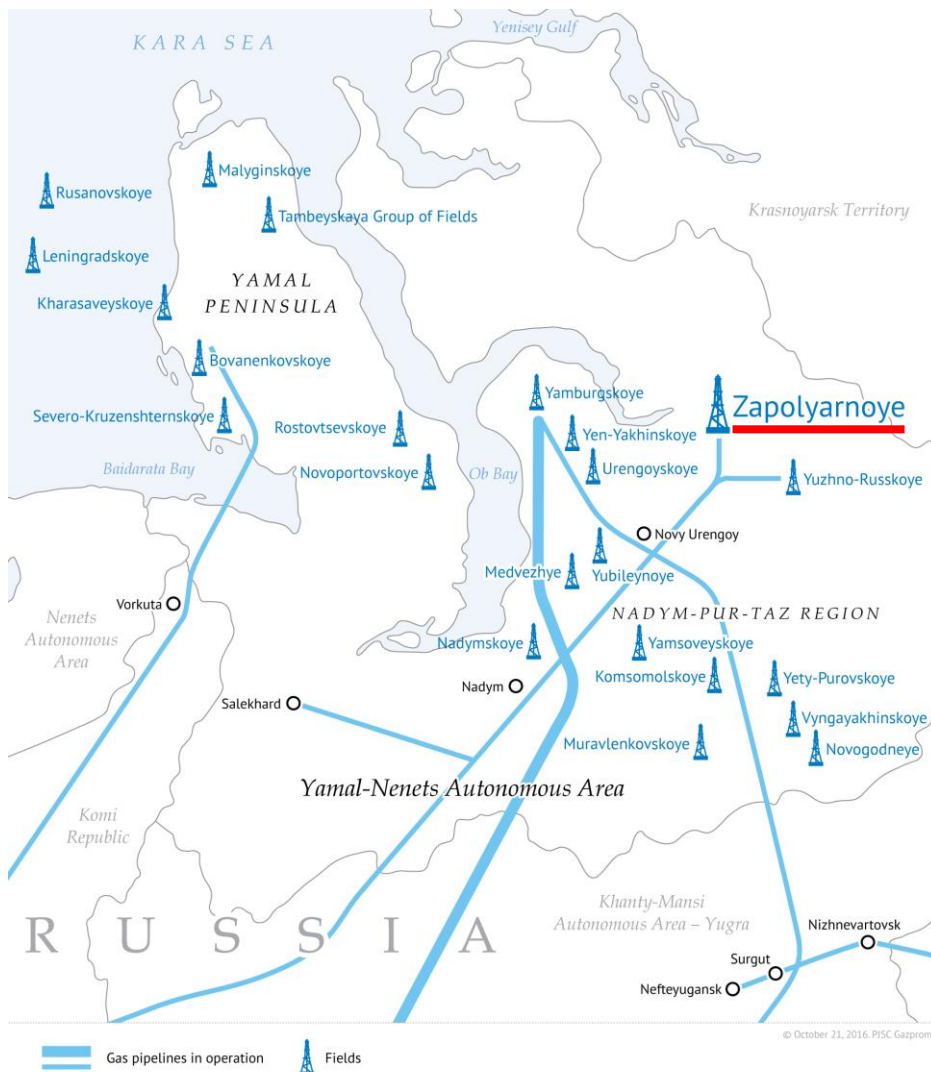 KARA SEA
Yenisey Gulf
Malyginskoye
Rusanovskoye
Tambeyskaya Group of Fields
Krasnoyarsk Territory
Leningradskoye
YAMAL
PENINSULA
Kharasaveyskoye
Bovanenkovskoye
Yamburgskoye
Zapolyarnoye
Severo-Kruzenshternskoye
Rostovtsevskoye
Yen-Yakhinskoye
Baidarata Bay
Novoportovskoye
Ob Bay
Urengoyskoye
Yuzhno-Russkoye
Novy Urengoy
Medvezhye
Yubileynoye
Vorkuta
Nenets
Autonomous
Area
NADYM-PUR-TAZ REGION
Nadymskoye
Yamsoveyskoye
Komsomolskoye
Yety-Purovskoye
Nadym
Salekhard
Vyngayakhinskoye
Muravlenkovskoye
Novogodneye
Yamal-Nenets Autonomous Area
Komi
Republic
Khanty-Mansi
Autonomous Area – Yugra
RUSSIA
Nizhnevartovsk
Surgut
Nefteyugansk
© October 21, 2016. PJSC Gazprom
Gas pipelines in operation
Fields